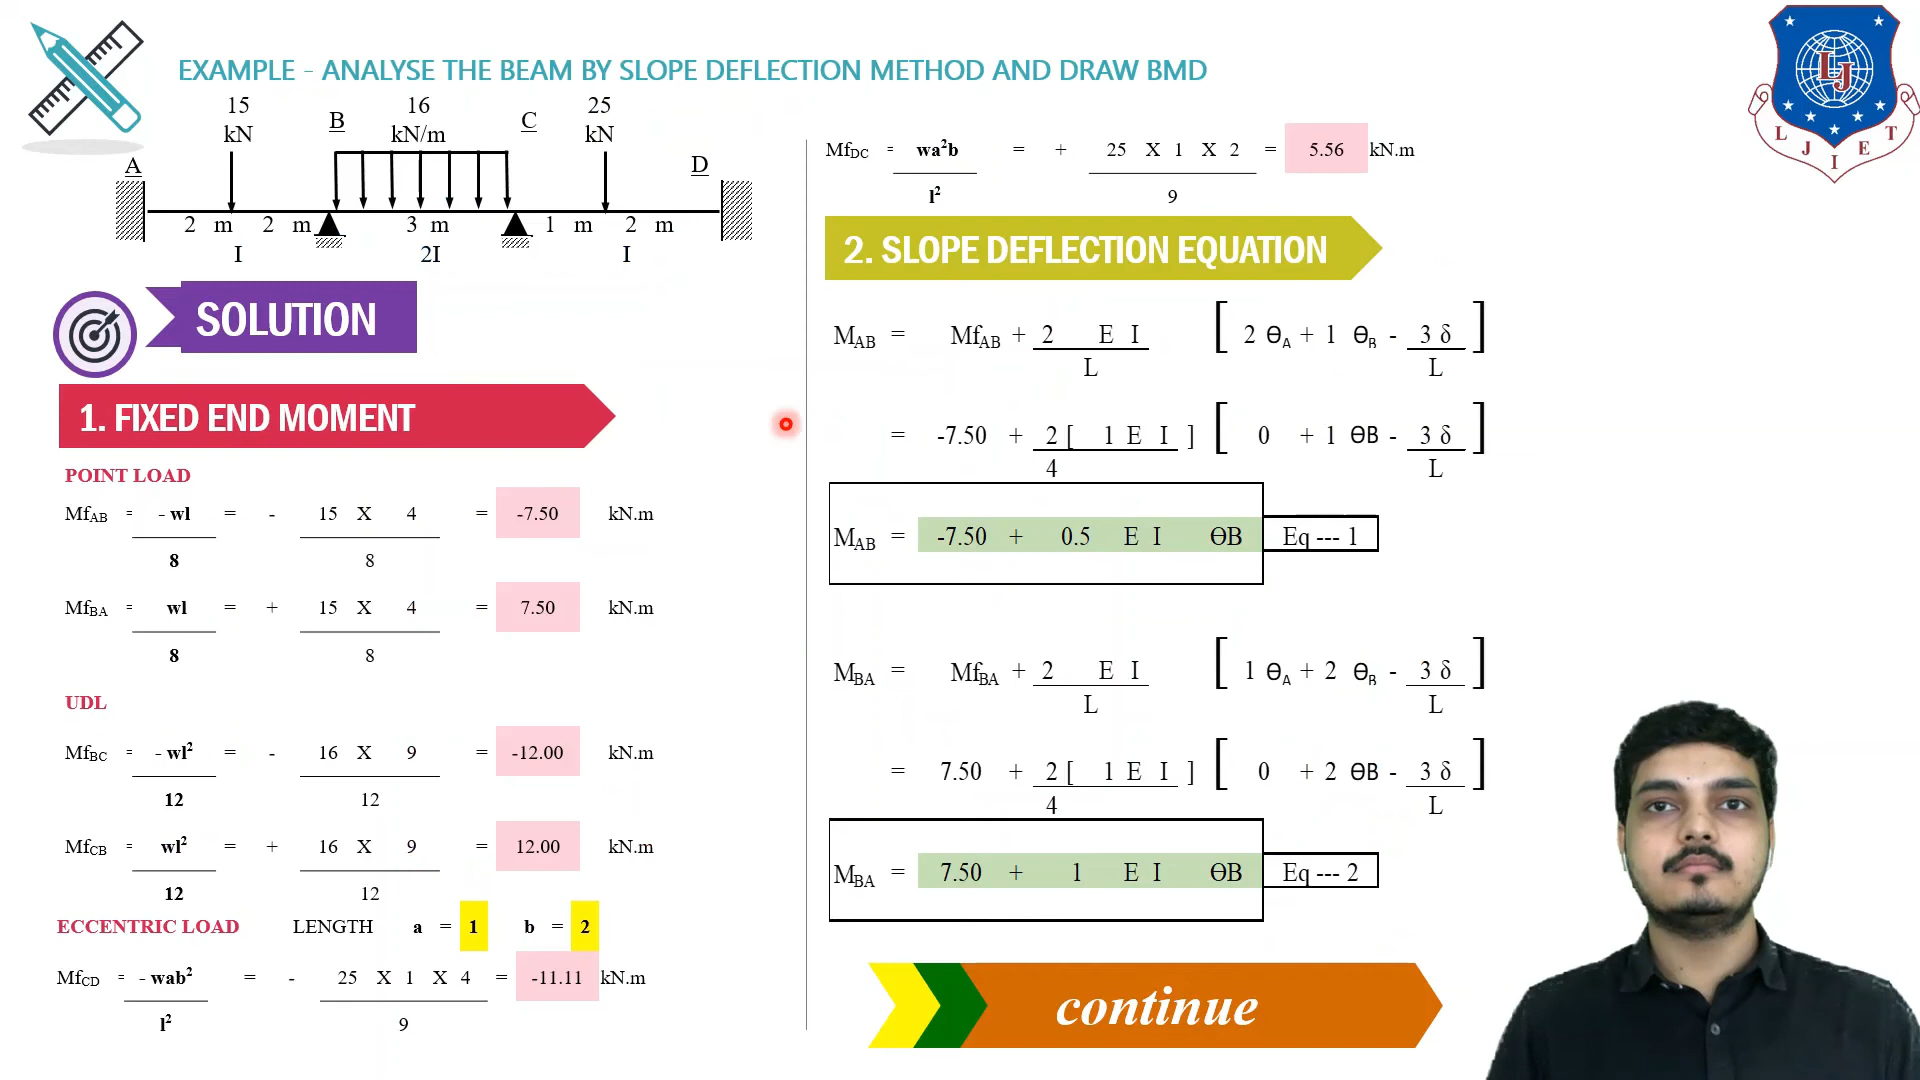 EXAMPLE - ANALYSE THE BEAM BY SLOPE DEFLECTION METHOD AND DRAW BMD
15 kN
B
16 kN/m
C
25 kN
A
D
2 m 2 m 3 m 1 m 2 m
I 2I I
SOLUTION
1. FIXED END MOMENT
POINT LOAD
MfAB = - wl = - 15 X 4 = -7.50 kN.m
8 8
MfBA = wl = + 15 X 4 = 7.50 kN.m
8 8
UDL
MfBC = - wl² = - 16 X 9 = -12.00 kN.m
12 12
MfCB = wl² = + 16 X 9 = 12.00 kN.m
12 12
ECCENTRIC LOAD LENGTH a = 1 b = 2
MfCD = - wab² = - 25 X 1 X 4 = -11.11 kN.m
l² 9
MfDC = wa²b = + 25 X 1 X 2 = 5.56 kN.m
l² 9
2. SLOPE DEFLECTION EQUATION
MAB = MfAB + 2 E I [ 2 ΘA + 1 ΘB - 3 δ ]
L L
= -7.50 + 2 [ 1 E I ] [ 0 + 1 ΘB - 3 δ ]
4 L
MAB = -7.50 + 0.5 E I ΘB Eq --- 1
MBA = MfBA + 2 E I [ 1 ΘA + 2 ΘB - 3 δ ]
L L
= 7.50 + 2 [ 1 E I ] [ 0 + 2 ΘB - 3 δ ]
4 L
MBA = 7.50 + 1 E I ΘB Eq --- 2
continue
LJ
L J I E T